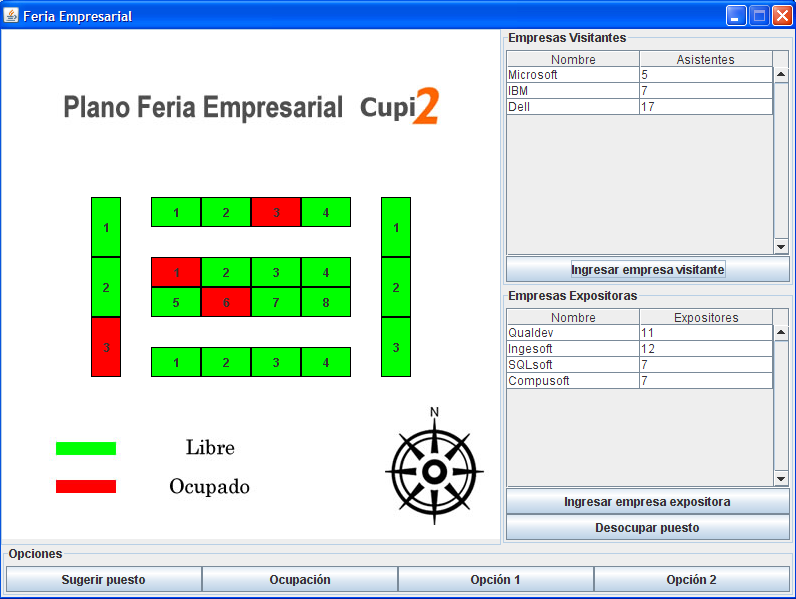 Feria Empresarial
Plano Feria Empresarial Cupi2
1 2 3 4
1 1
1 2 3 4
2 2
5 6 7 8
3 3
1 2 3 4
Libre
Ocupado
N
Empresas Visitantes
Nombre Asistentes
Microsoft 5
IBM 7
Dell 17
Ingresar empresa visitante
Empresas Expositoras
Nombre Expositores
Qualdev 11
Ingesoft 12
SQLsoft 7
Compusoft 7
Ingresar empresa expositora
Desocupar puesto
Opciones
Sugerir puesto Ocupación Opción 1 Opción 2